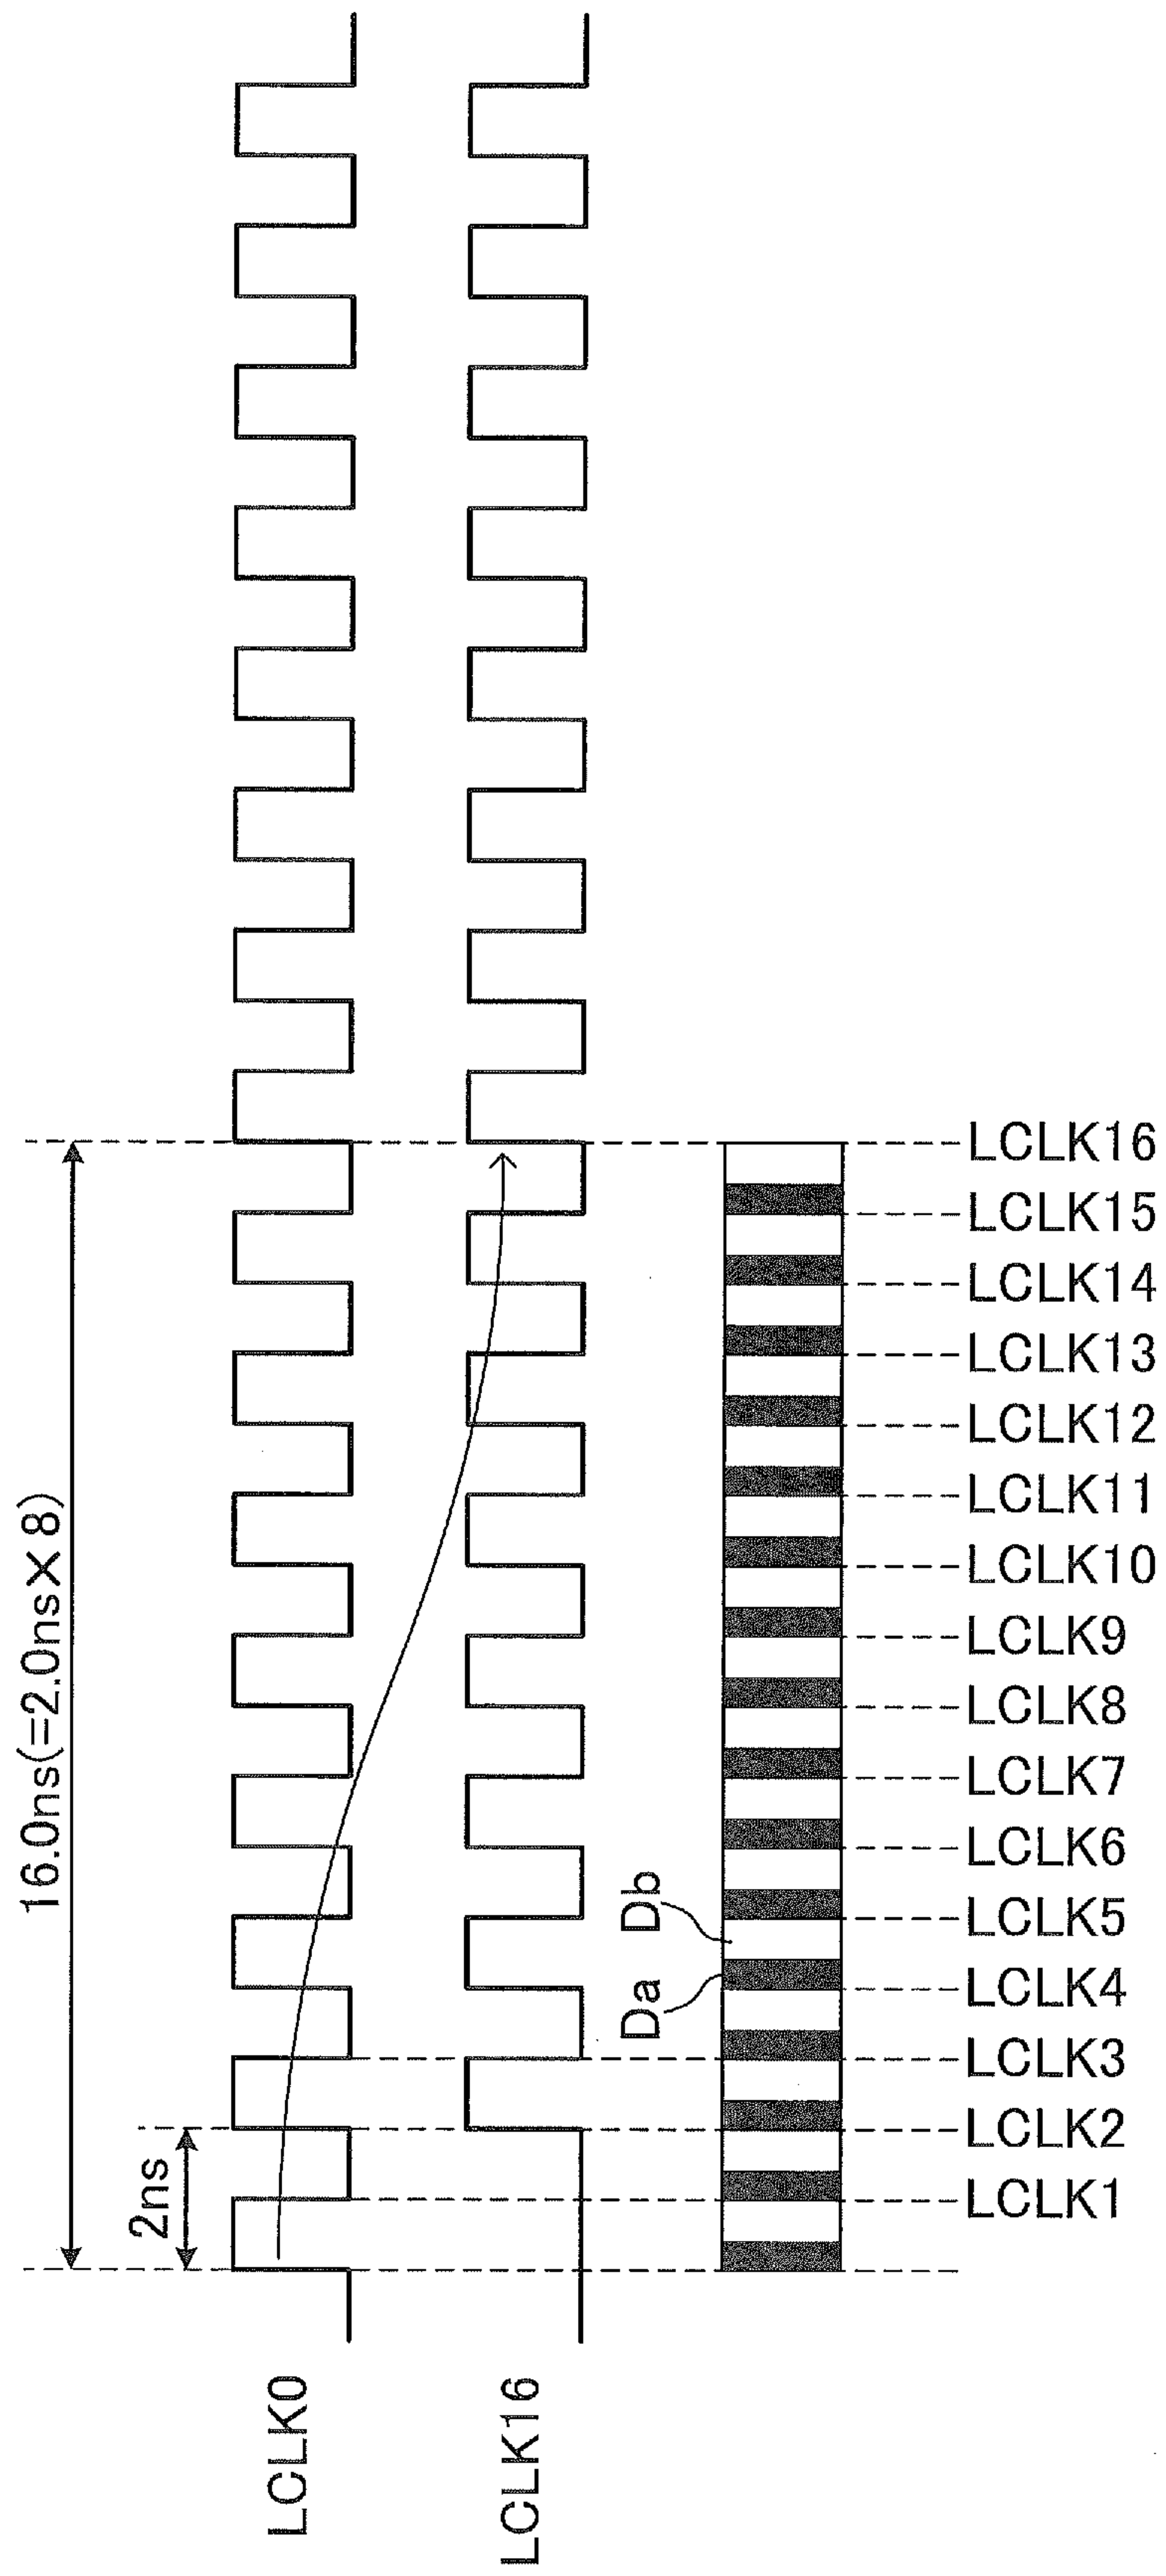 16.0ns(=2.0ns×8)
2ns
LCLK0
LCLK16
Da
Db
LCLK1
LCLK2
LCLK3
LCLK4
LCLK5
LCLK6
LCLK7
LCLK8
LCLK9
LCLK10
LCLK11
LCLK12
LCLK13
LCLK14
LCLK15
LCLK16